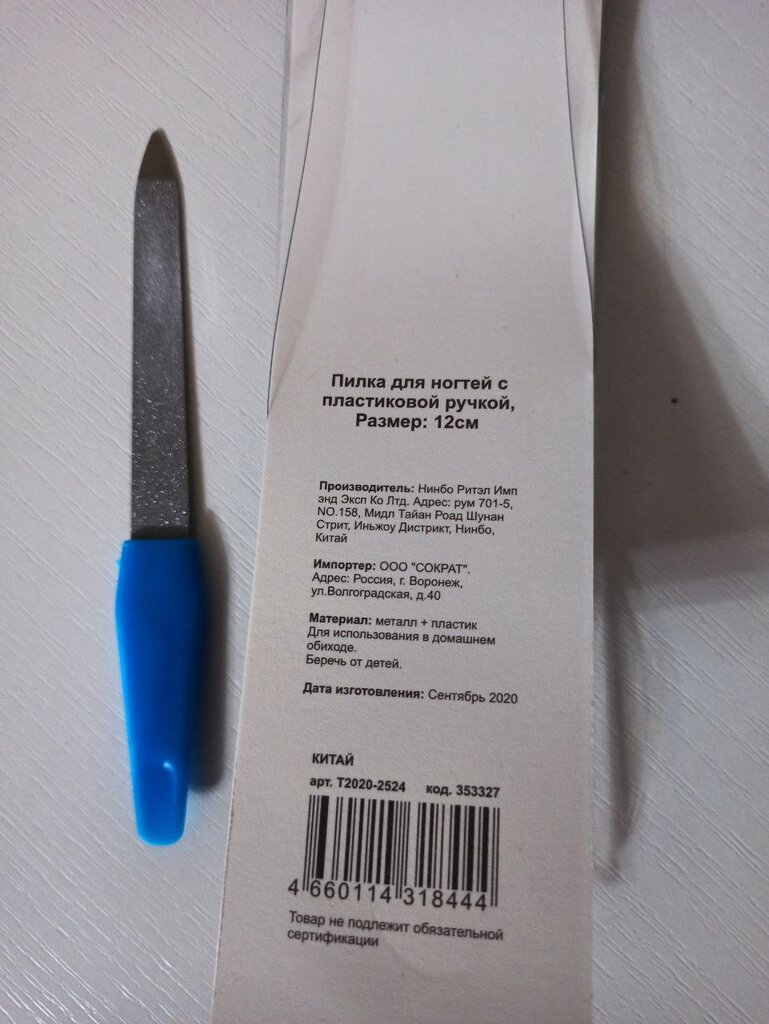 Пилка для ногтей с
пластиковой ручкой,
Размер: 12см
Производитель: Нинбо Ритэл Имп
энд Эксп Ко Лтд. Адрес: рум 701-5,
NO.158, Мидл Тайан Роад Шунан
Стрит, Иньжоу Дистрикт, Нинбо,
Китай
Импортер: ООО "СОКРАТ".
Адрес: Россия, г. Воронеж,
ул.Волгоградская, д.40
Материал: металл + пластик
Для использования в домашнем
обиходе.
Беречь от детей.
Дата изготовления: Сентябрь 2020
КИТАЙ
арт. Т2020-2524 код. 353327
4 660114 318444
Товар не подлежит обязательной
сертификации